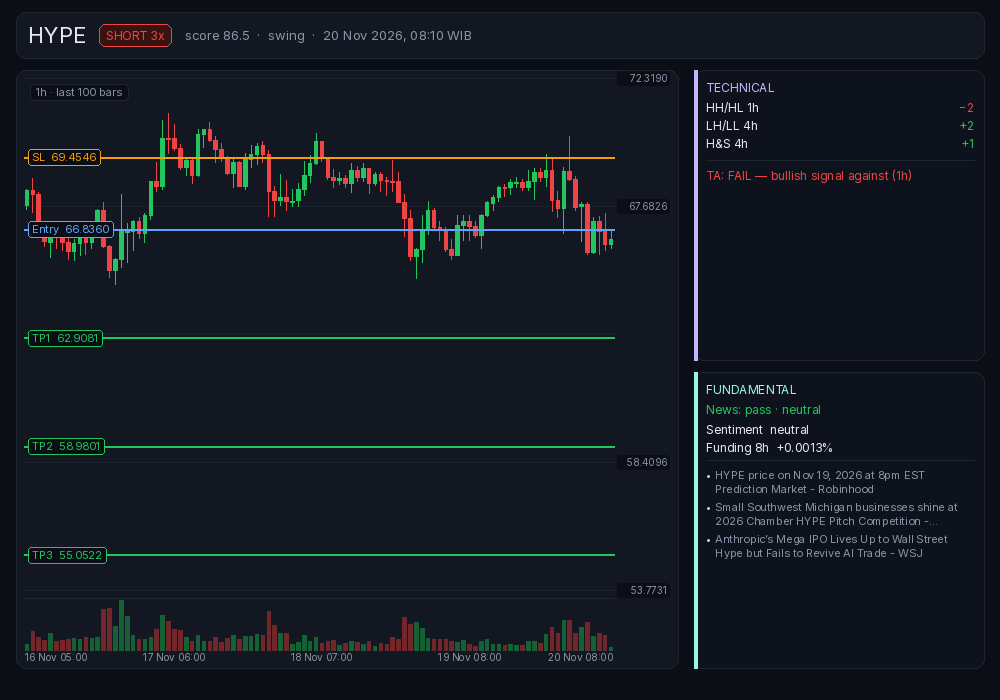 HYPE
SHORT 3x
score 86.5 · swing · 20 Nov 2026, 08:10 WIB
1h · last 100 bars
72.3190
SL 69.4546
67.6826
Entry 66.8360
TP1 62.9081
TP2 58.9801
58.4096
TP3 55.0522
53.7731
16 Nov 05:00
17 Nov 06:00
18 Nov 07:00
19 Nov 08:00
20 Nov 08:00
TECHNICAL
HH/HL 1h −2
LH/LL 4h +2
H&S 4h +1
TA: FAIL — bullish signal against (1h)
FUNDAMENTAL
News: pass · neutral
Sentiment neutral
Funding 8h +0.0013%
• HYPE price on Nov 19, 2026 at 8pm EST
Prediction Market - Robinhood
• Small Southwest Michigan businesses shine at
2026 Chamber HYPE Pitch Competition -...
• Anthropic's Mega IPO Lives Up to Wall Street
Hype but Fails to Revive AI Trade - WSJ